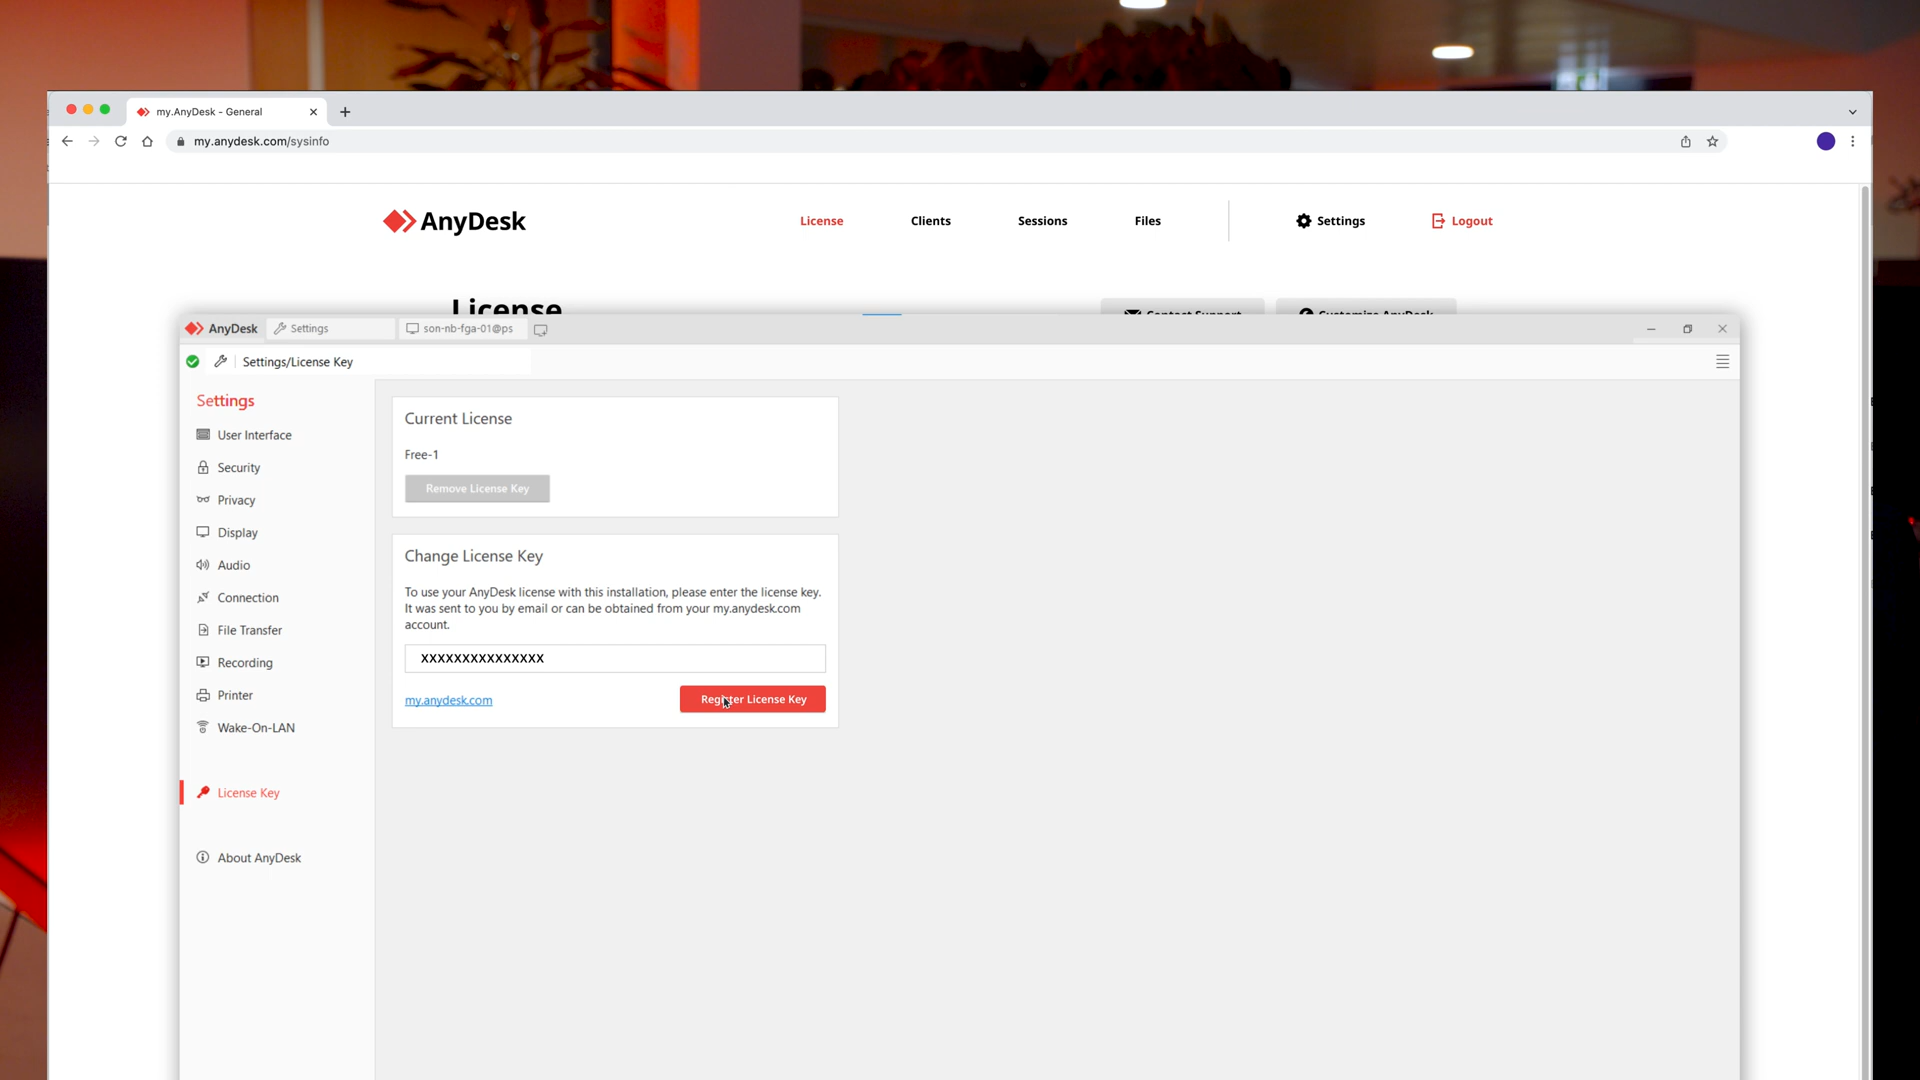 my.AnyDesk - General
my.anydesk.com/sysinfo
AnyDesk
License
Clients
Sessions
Files
Settings
Logout
License
Contact Support
Customize AnyDesk
AnyDesk
Settings
son-nb-fga-01@ps
Settings/License Key
Settings
User Interface
Security
Privacy
Display
Audio
Connection
File Transfer
Recording
Printer
Wake-On-LAN
License Key
About AnyDesk
Current License
Free-1
Remove License Key
Change License Key
To use your AnyDesk license with this installation, please enter the license key.
It was sent to you by email or can be obtained from your my.anydesk.com
account.
XXXXXXXXXXXXXXX
my.anydesk.com
Register License Key